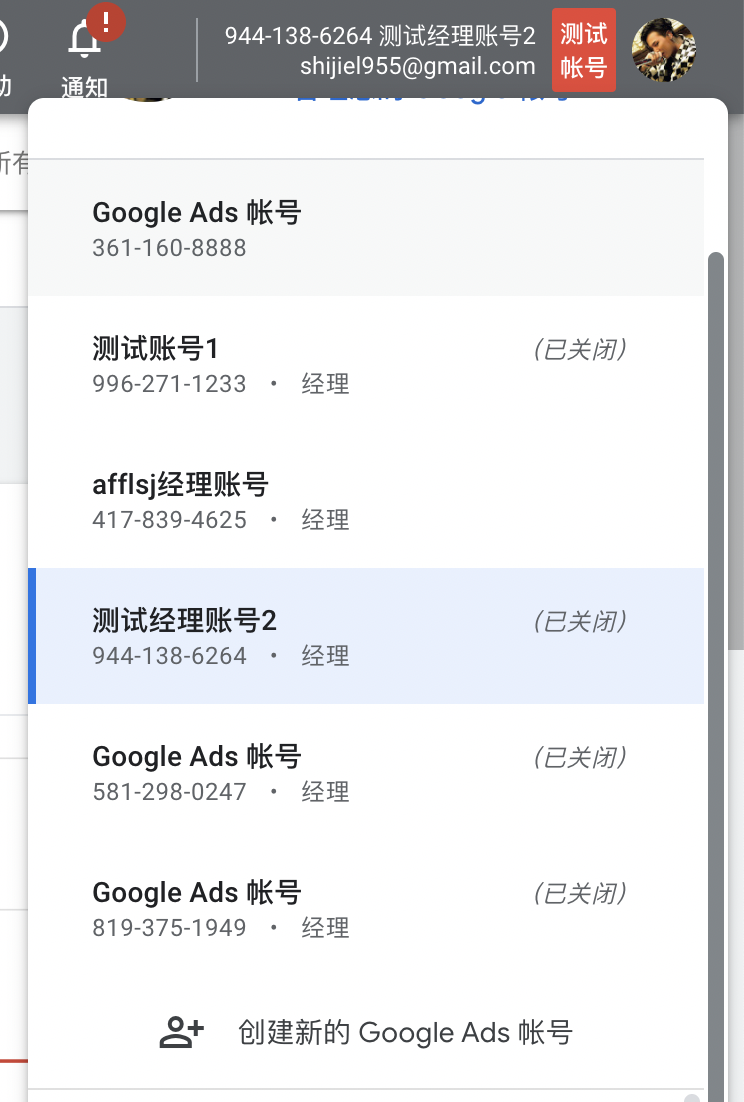 !
944-138-6264 测试经理账号2
shijiel955@gmail.com
测试
帐号
通知
Google Ads 帐号
361-160-8888
测试账号1
(已关闭)
996-271-1233 • 经理
afflsj经理账号
417-839-4625 • 经理
测试经理账号2
(已关闭)
944-138-6264 • 经理
Google Ads 帐号
(已关闭)
581-298-0247 • 经理
Google Ads 帐号
(已关闭)
819-375-1949 • 经理
创建新的 Google Ads 帐号